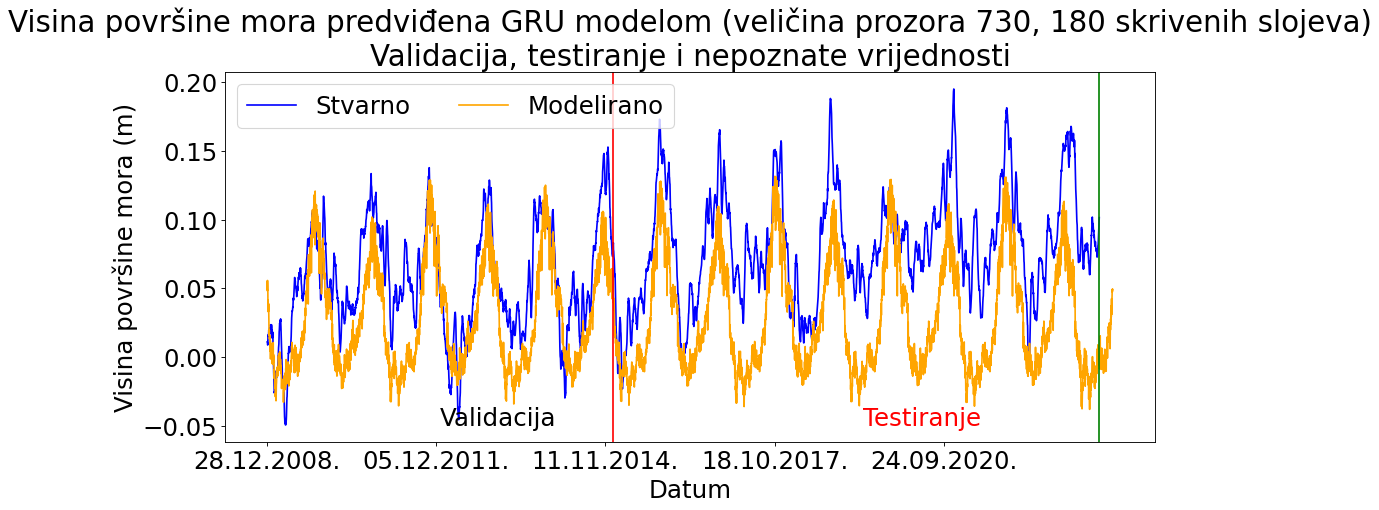 Visina površine mora predviđena GRU modelom (veličina prozora 730, 180 skrivenih slojeva)
Validacija, testiranje i nepoznate vrijednosti
Stvarno
Modelirano
Visina površine mora (m)
0.20
0.15
0.10
0.05
0.00
−0.05
Validacija
Testiranje
28.12.2008.
05.12.2011.
11.11.2014.
18.10.2017.
24.09.2020.
Datum